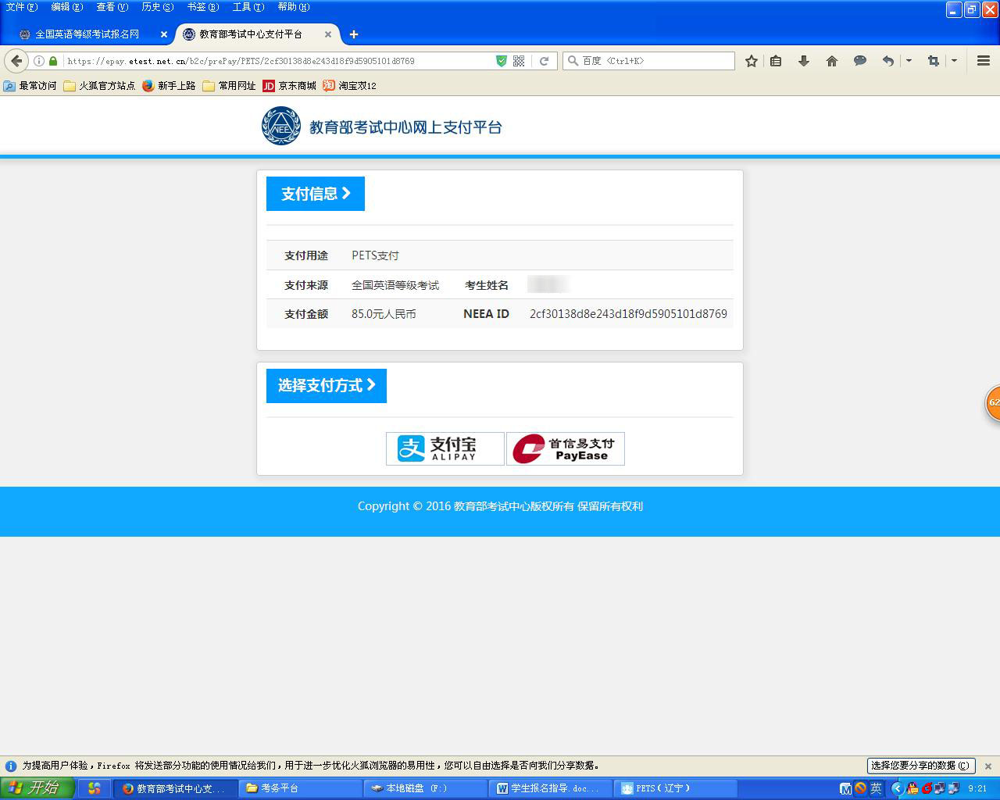 文件(F) 编辑(E) 查看(V) 历史(S) 书签(B) 工具(T) 帮助(H)
全国英语等级考试报名网 教育部考试中心支付平台
https://epay.etest.net.cn/b2c/prePay/PETS/2cf30138d8e243d18f9d5905101d8769 百度 <Ctrl+K>
最常访问 火狐官方站点 新手上路 常用网址 JD 京东商城 淘 淘宝双12
NEE 教育部考试中心网上支付平台
支付信息
支付用途 PETS支付
支付来源 全国英语等级考试 考生姓名
支付金额 85.0元人民币 NEEA ID 2cf30138d8e243d18f9d5905101d8769
62
选择支付方式
支 支付宝 ALIPAY 首信易支付 PayEase
Copyright © 2016 教育部考试中心版权所有 保留所有权利
为提高用户体验，Firefox 将发送部分功能的使用情况给我们，用于进一步优化火狐浏览器的易用性，您可以自由选择是否向我们分享数据。 选择您要分享的数据(C)
开始 教育部考试中心支... 考务平台 本地磁盘 (F:) 学生报名指导.doc... PETS(辽宁) 英 9:21